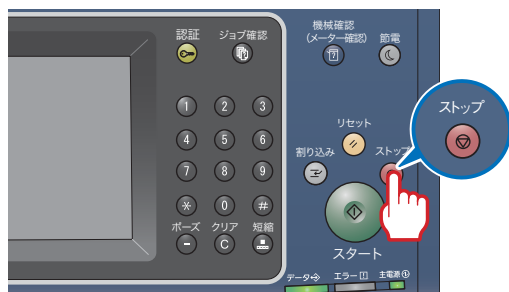 認証
ジョブ確認
機械確認
(メーター確認)
節電
1
2
3
4
5
6
7
8
9
*
0
#
ポーズ
クリア
短縮
C
リセット
割り込み
ストップ
ストップ
スタート
データ
エラー
主電源